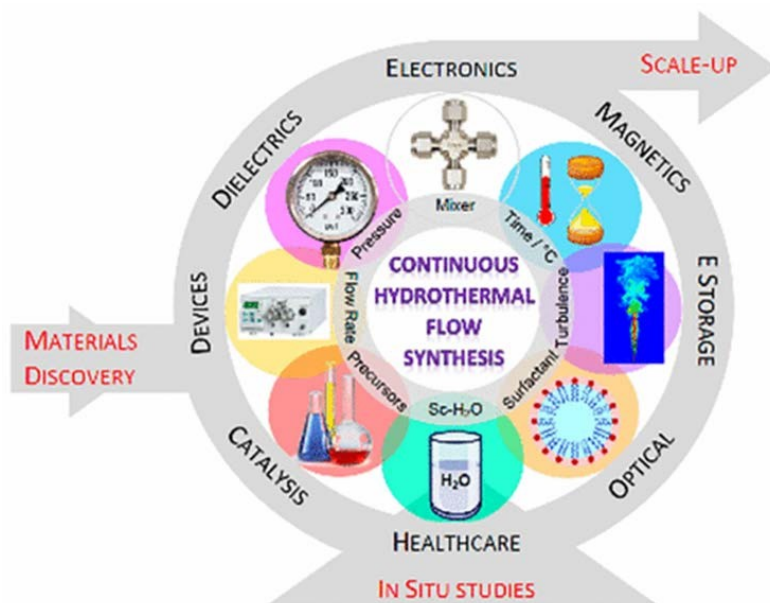 ELECTRONICS
SCALE-UP
MAGNETICS
E STORAGE
OPTICAL
HEALTHCARE
CATALYSIS
DEVICES
DIELECTRICS
MATERIALS
DISCOVERY
IN SITU STUDIES
Mixer
Time / °C
Turbulence
Surfactant
Sc-H₂O
Precursors
Flow Rate
Pressure
CONTINUOUS
HYDROTHERMAL
FLOW
SYNTHESIS
H₂O